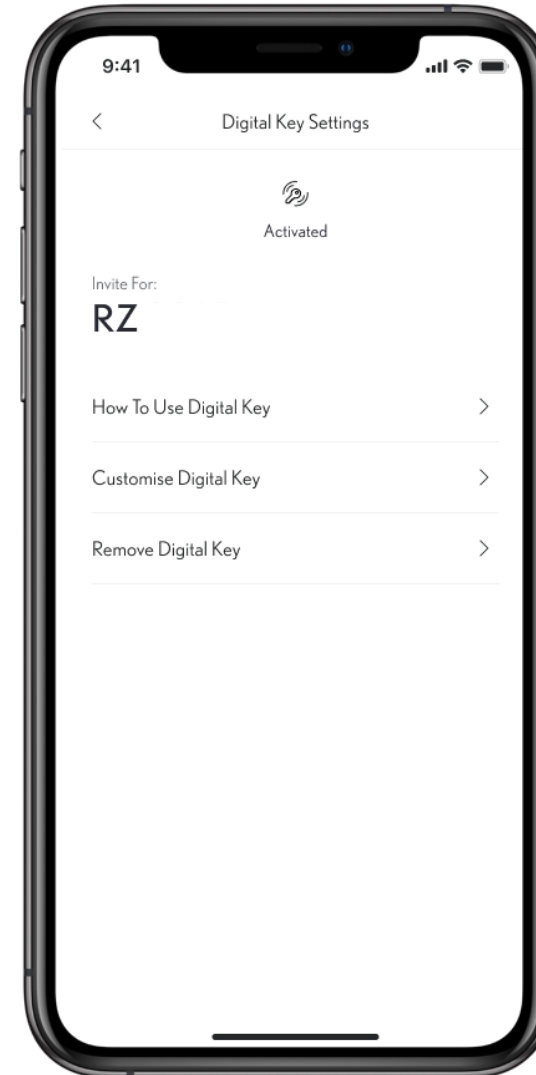 9:41
Digital Key Settings
Activated
Invite For:
RZ
How To Use Digital Key
Customise Digital Key
Remove Digital Key